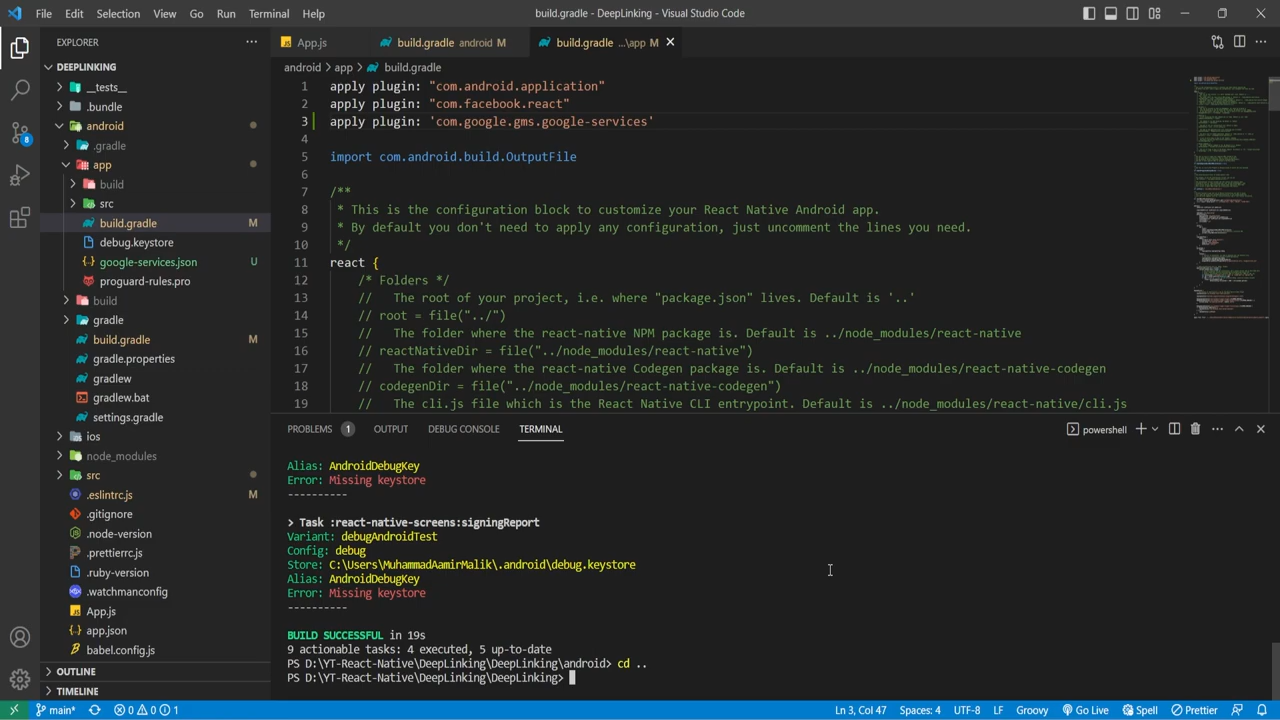 File Edit Selection View Go Run Terminal Help
build.gradle - DeepLinking - Visual Studio Code
EXPLORER
App.js
build.gradle android M
build.gradle ...\app M
DEEPLINKING
__tests__
.bundle
android
.gradle
app
build
src
build.gradle M
debug.keystore
google-services.json U
proguard-rules.pro
build
gradle
build.gradle M
gradle.properties
gradlew
gradlew.bat
settings.gradle
ios
node_modules
src
.eslintrc.js M
.gitignore
.node-version
.prettierrc.js
.ruby-version
.watchmanconfig
App.js
app.json
babel.config.js
OUTLINE
TIMELINE
8
android > app > build.gradle
1 apply plugin: "com.android.application"
2 apply plugin: "com.facebook.react"
3 apply plugin: 'com.google.gms.google-services'
4
5 import com.android.build.OutputFile
6
7 /**
8 * This is the configuration block to customize your React Native Android app.
9 * By default you don't need to apply any configuration, just uncomment the lines you need.
10 */
11 react {
12 /* Folders */
13 // The root of your project, i.e. where "package.json" lives. Default is '..'
14 // root = file("../")
15 // The folder where the react-native NPM package is. Default is ../node_modules/react-native
16 // reactNativeDir = file("../node_modules/react-native")
17 // The folder where the react-native Codegen package is. Default is ../node_modules/react-native-codegen
18 // codegenDir = file("../node_modules/react-native-codegen")
19 // The cli.js file which is the React Native CLI entrypoint. Default is ../node_modules/react-native/cli.js
PROBLEMS 1 OUTPUT DEBUG CONSOLE TERMINAL
powershell
Alias: AndroidDebugKey
Error: Missing keystore
----------
> Task :react-native-screens:signingReport
Variant: debugAndroidTest
Config: debug
Store: C:\Users\MuhammadAamirMalik\.android\debug.keystore
Alias: AndroidDebugKey
Error: Missing keystore
----------
BUILD SUCCESSFUL in 19s
9 actionable tasks: 4 executed, 5 up-to-date
PS D:\YT-React-Native\DeepLinking\DeepLinking\android> cd ..
PS D:\YT-React-Native\DeepLinking\DeepLinking>
main* 0 0 1
Ln 3, Col 47 Spaces: 4 UTF-8 LF Groovy Go Live Spell Prettier